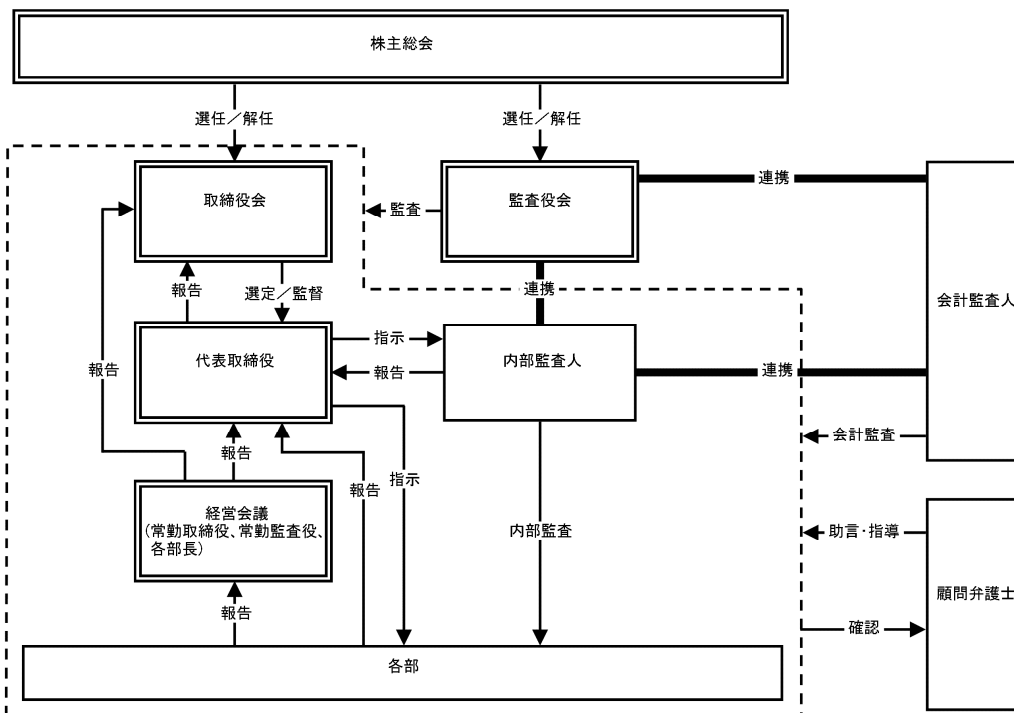 株主総会
選任／解任
選任／解任
取締役会
監査
監査役会
連携
会計監査人
報告
選定／監督
連携
報告
代表取締役
指示
報告
内部監査人
連携
会計監査
報告
報告
指示
経営会議
（常勤取締役、常勤監査役、
各部長）
内部監査
助言・指導
顧問弁護士
確認
報告
各部